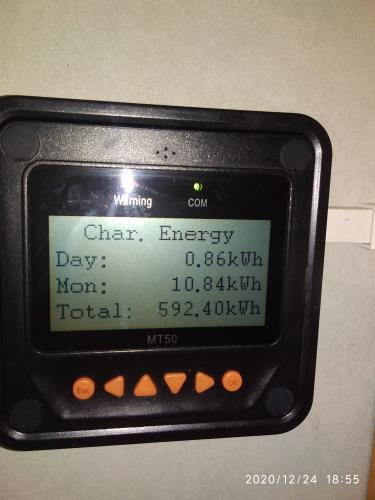 Warning COM
Char. Energy
Day: 0.86kWh
Mon: 10.84kWh
Total: 592.40kWh
MT50
Esc OK
2020/12/24 18:55